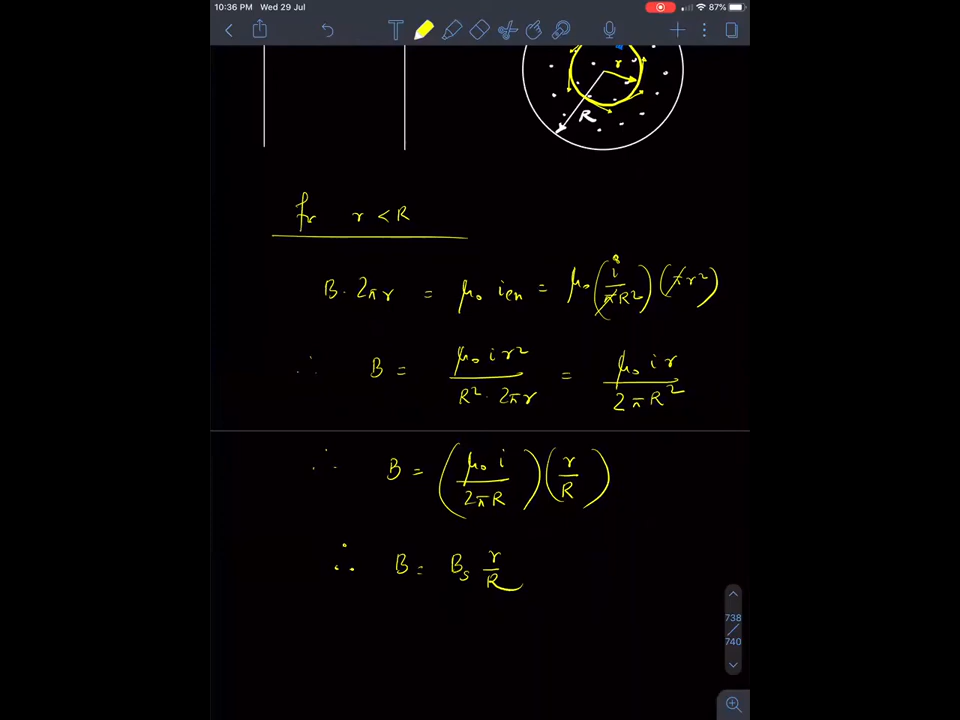 10:36 PM Wed 29 Jul 87%
T
r
R
for r < R
B · 2πr = μ₀ i_en = μ₀ (i/πR²)(πr²)
∴ B = μ₀ i r²/R² · 2πr = μ₀ i r/2πR²
∴ B = (μ₀ i/2πR)(r/R)
∴ B = B_s r/R
738
/
740